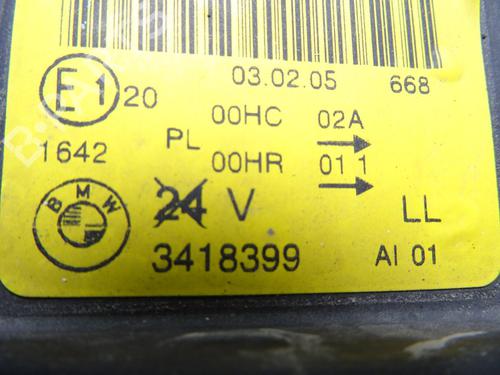 03.02.05 668
E1 20 00HC 02A
1642 PL 00HR 01 1
BMW 24 V LL
3418399 AI 01